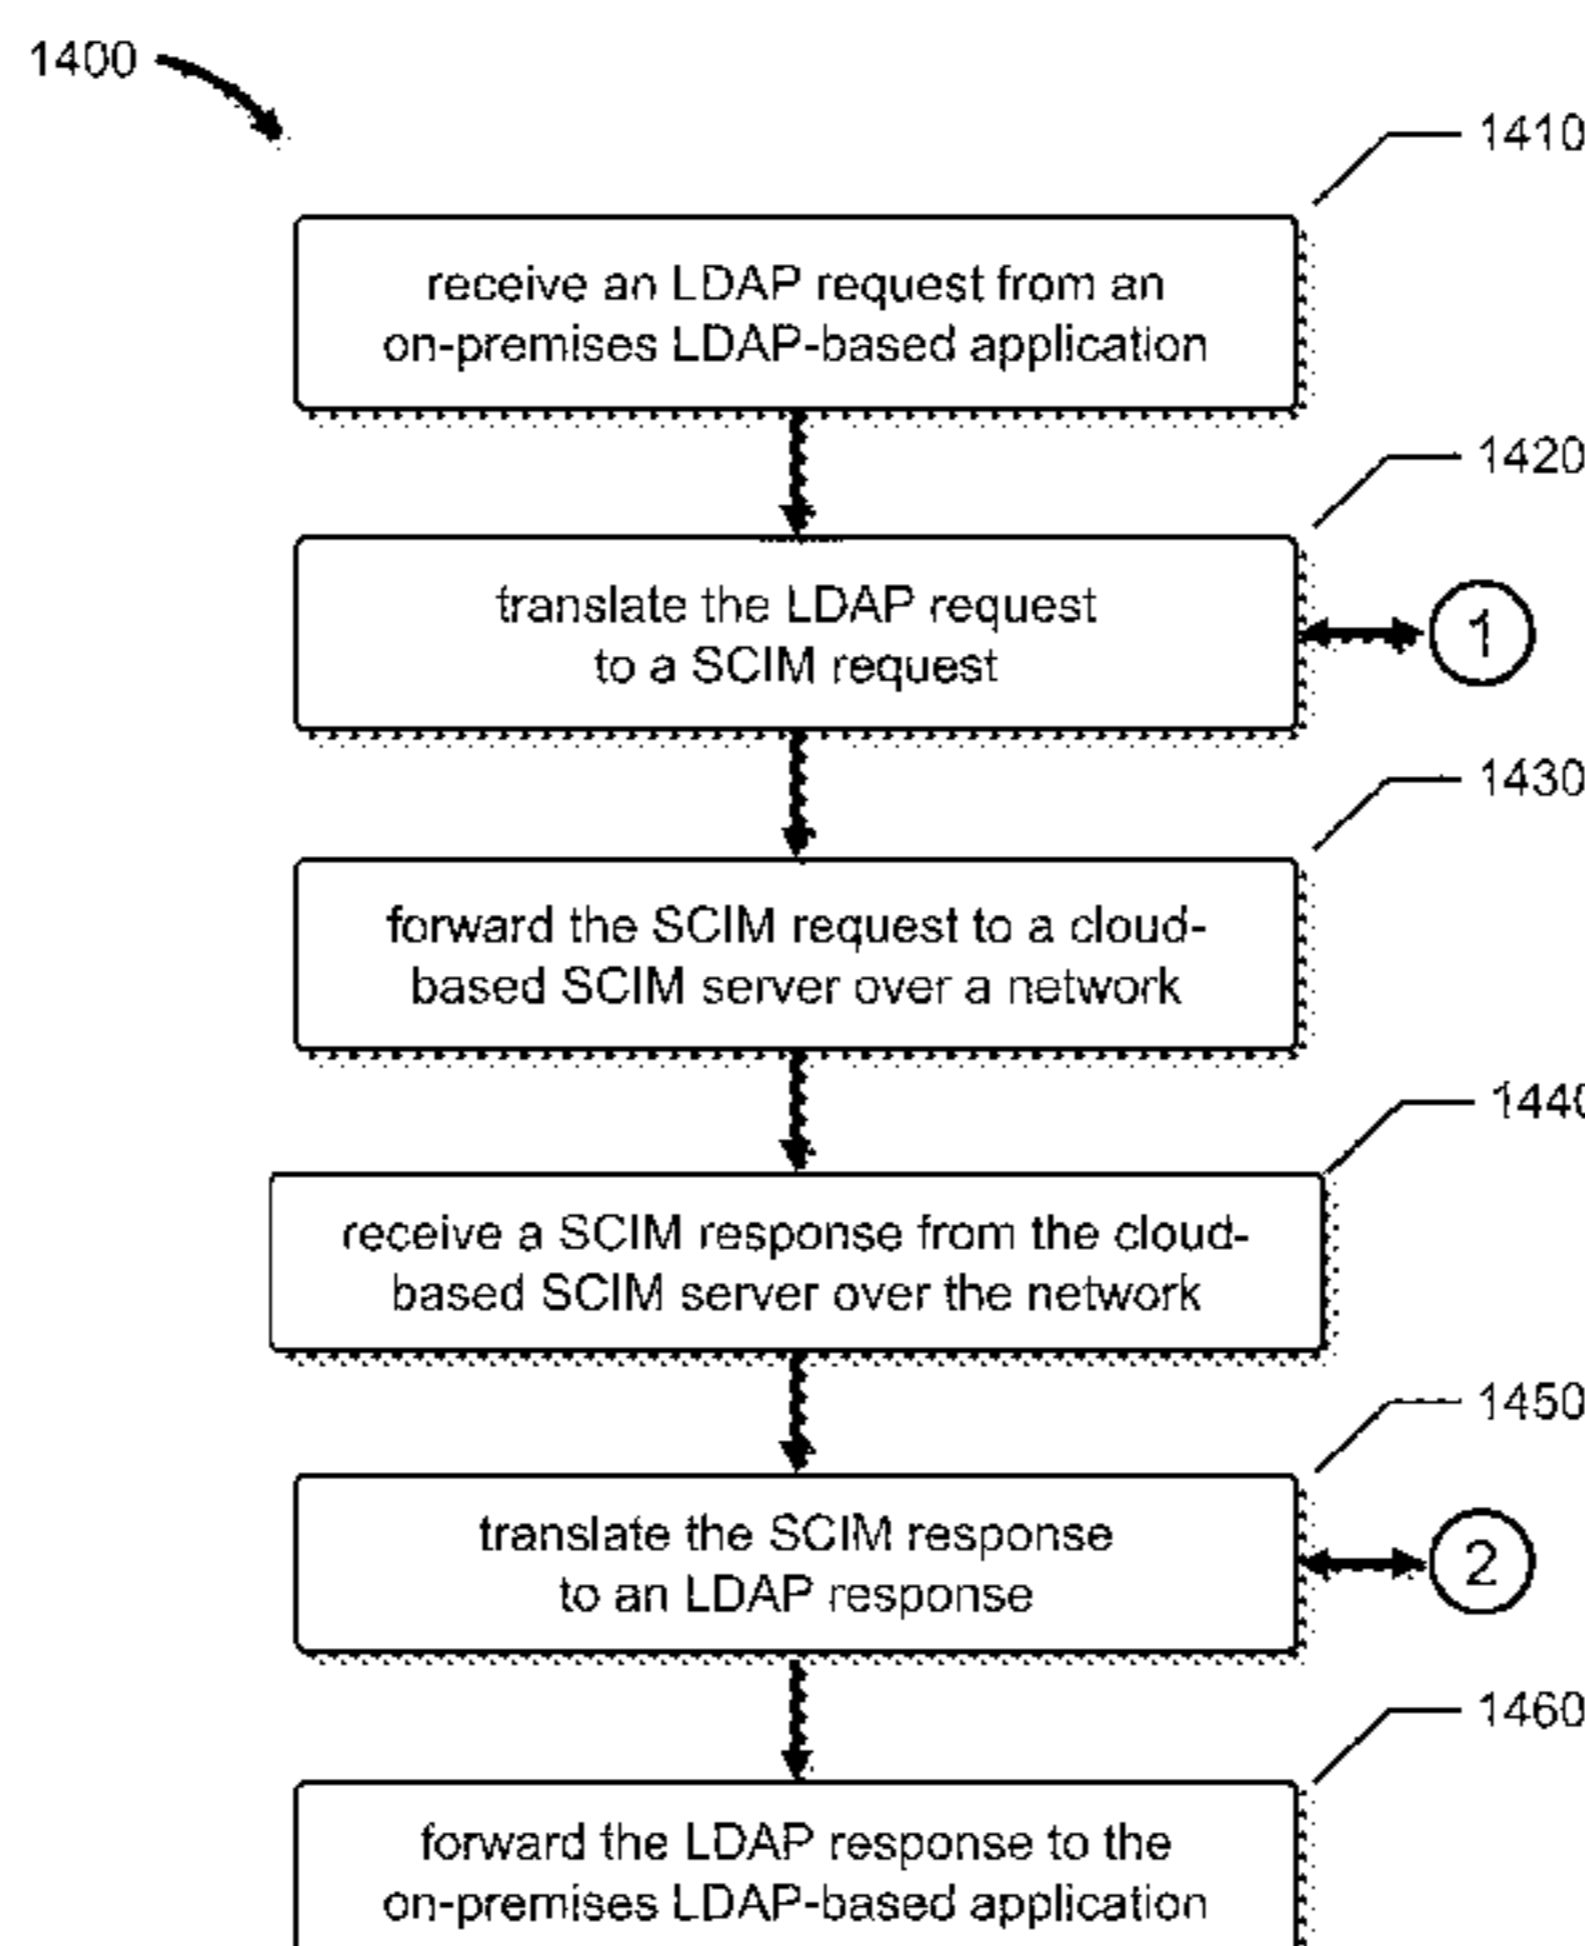 1400
1410
receive an LDAP request from an
on-premises LDAP-based application
1420
translate the LDAP request
to a SCIM request
1
1430
forward the SCIM request to a cloud-
based SCIM server over a network
1440
receive a SCIM response from the cloud-
based SCIM server over the network
1450
translate the SCIM response
to an LDAP response
2
1460
forward the LDAP response to the
on-premises LDAP-based application